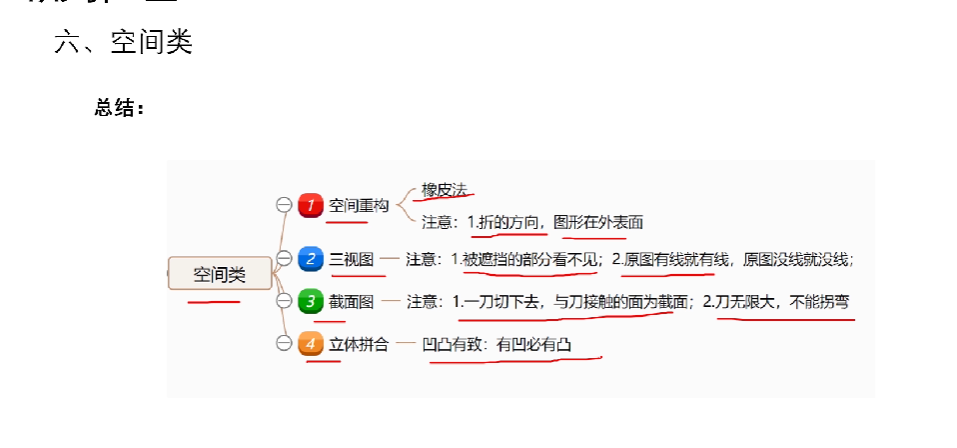 六、空间类
总结：
橡皮法
1 空间重构
注意：1.折的方向，图形在外表面
2 三视图 注意：1.被遮挡的部分看不见；2.原图有线就有线，原图没线就没线；
空间类
3 截面图 注意：1.一刀切下去，与刀接触的面为截面；2.刀无限大，不能拐弯
4 立体拼合 凹凸有致：有凹必有凸